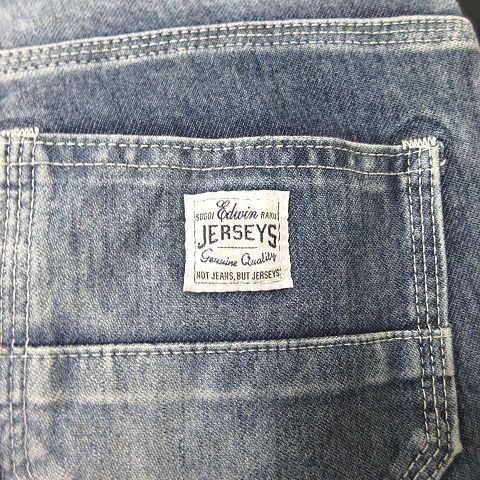 SUGOI Edwin RAKU
JERSEYS
Genuine Quality
NOT JEANS, BUT JERSEYS